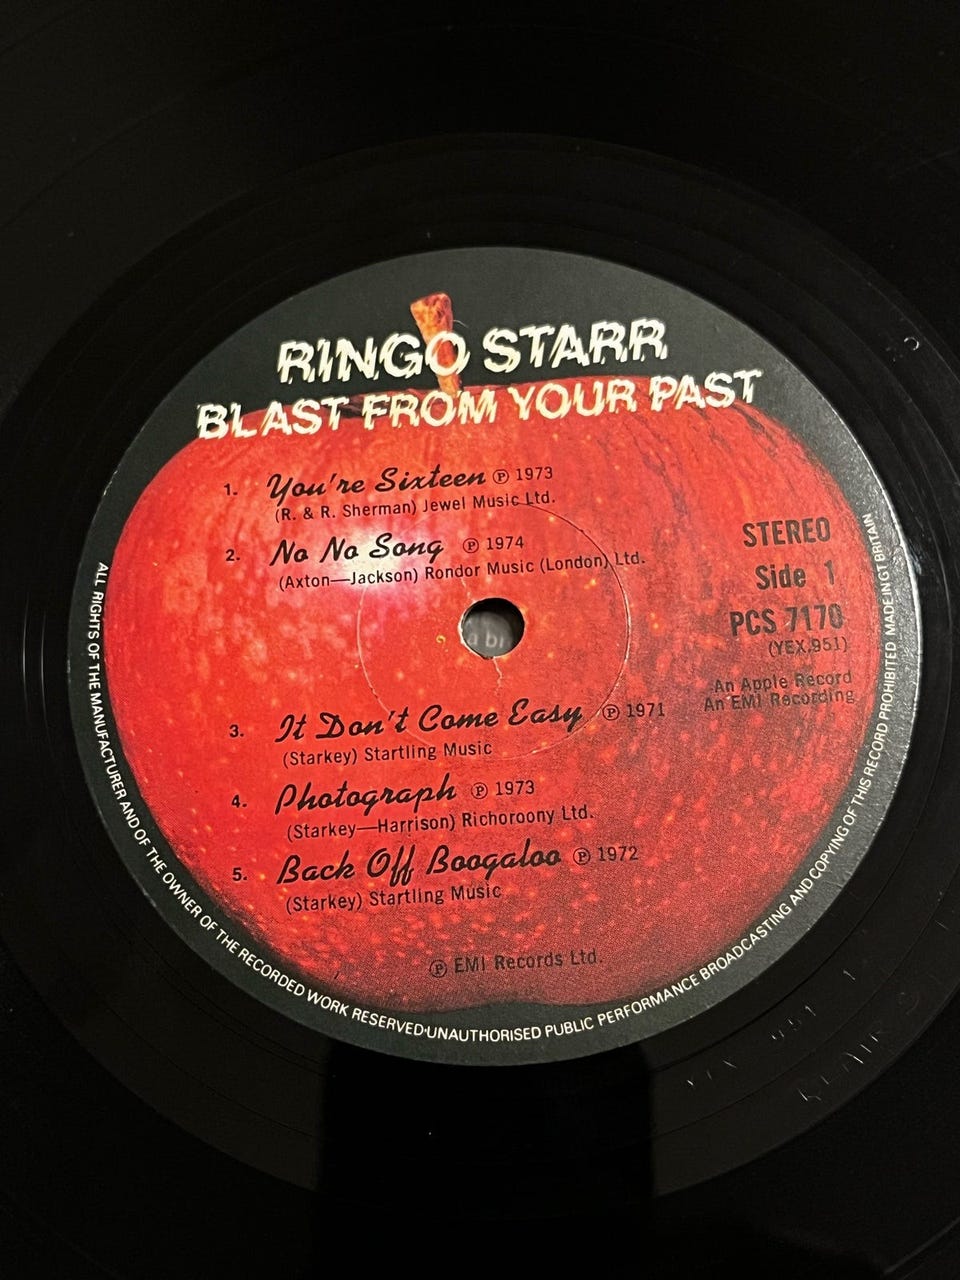 RINGO STARR
BLAST FROM YOUR PAST
1. You're Sixteen ℗ 1973
(R. & R. Sherman) Jewel Music Ltd.
2. No No Song ℗ 1974
(Axton—Jackson) Rondor Music (London) Ltd.
STEREO
Side 1
PCS 7170
(YEX.951)
An Apple Record
An EMI Recording
3. It Don't Come Easy ℗ 1971
(Starkey) Startling Music
4. Photograph ℗ 1973
(Starkey—Harrison) Richoroony Ltd.
5. Back Off Boogaloo ℗ 1972
(Starkey) Startling Music
℗ EMI Records Ltd.
ALL RIGHTS OF THE MANUFACTURER AND OF THE OWNER OF THE RECORDED WORK RESERVED·UNAUTHORISED PUBLIC PERFORMANCE BROADCASTING AND COPYING OF THIS RECORD PROHIBITED MADE IN GT BRITAIN